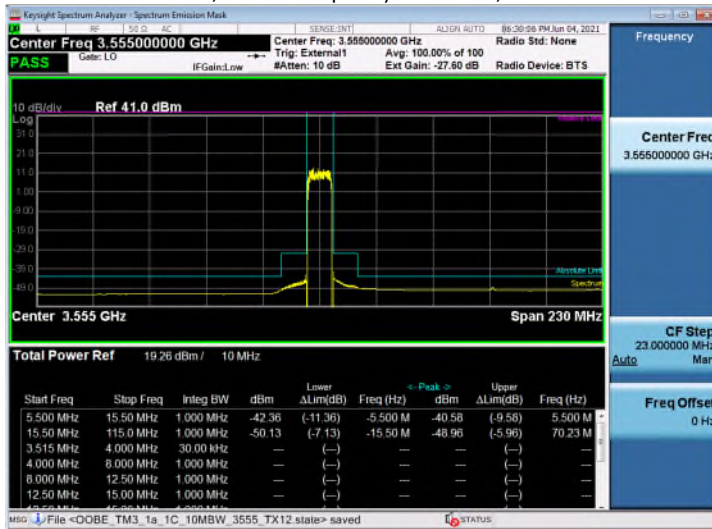 Keysight Spectrum Analyzer - Spectrum Emission Mask
L RF 50 Ω AC SENSE:INT ALIGN AUTO 06:30:06 PM Jun 04, 2021
Center Freq 3.555000000 GHz Center Freq: 3.555000000 GHz Radio Std: None Frequency
PASS Gate: LO Trig: External1 Avg: 100.00% of 100
IFGain:Low #Atten: 10 dB Ext Gain: -27.60 dB Radio Device: BTS
10 dB/div Ref 41.0 dBm
Log
31.0
21.0
11.0
1.00
-9.00
-19.0
-29.0
-39.0
-49.0
Absolute Limit
Spectrum
Center 3.555 GHz Span 230 MHz
Center Freq
3.555000000 GHz
CF Step
23.000000 MHz
Auto Man
Freq Offset
0 Hz
Total Power Ref 19.26 dBm / 10 MHz
Lower <- Peak -> Upper
Start Freq Stop Freq Integ BW dBm ΔLim(dB) Freq (Hz) dBm ΔLim(dB) Freq (Hz)
5.500 MHz 15.50 MHz 1.000 MHz -42.36 (-11.36) -5.500 M -40.58 (-9.58) 5.500 M
15.50 MHz 115.0 MHz 1.000 MHz -50.13 (-7.13) -15.50 M -48.96 (-5.96) 70.23 M
3.515 MHz 4.000 MHz 30.00 kHz --- (---) --- --- (---) ---
4.000 MHz 8.000 MHz 1.000 MHz --- (---) --- --- (---) ---
8.000 MHz 12.50 MHz 1.000 MHz --- (---) --- --- (---) ---
12.50 MHz 15.00 MHz 1.000 MHz --- (---) --- --- (---) ---
MSG File <OOBE_TM3_1a_1C_10MBW_3555_TX12.state> saved STATUS